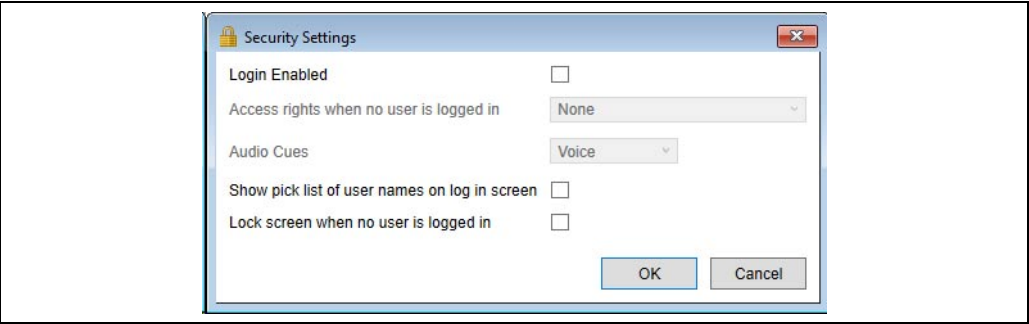 Security Settings
Login Enabled
Access rights when no user is logged in None
Audio Cues Voice
Show pick list of user names on log in screen
Lock screen when no user is logged in
OK Cancel